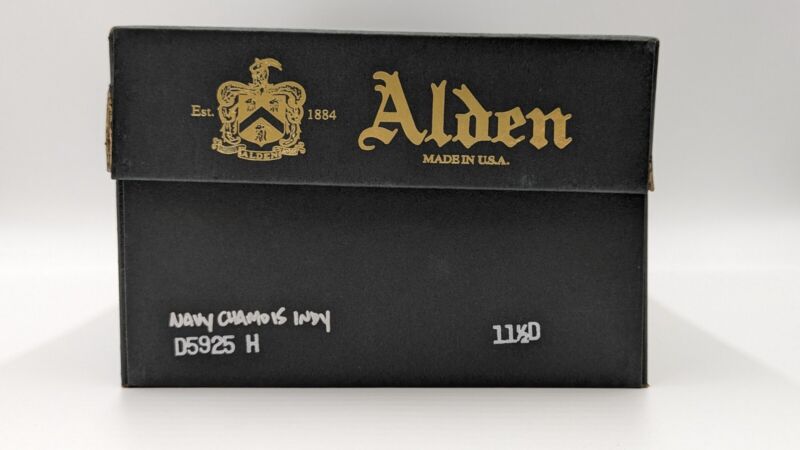 Est. 1884
ALDEN
Alden
MADE IN U.S.A.
NAVY CHAMOIS INDY
D5925 H
11½D